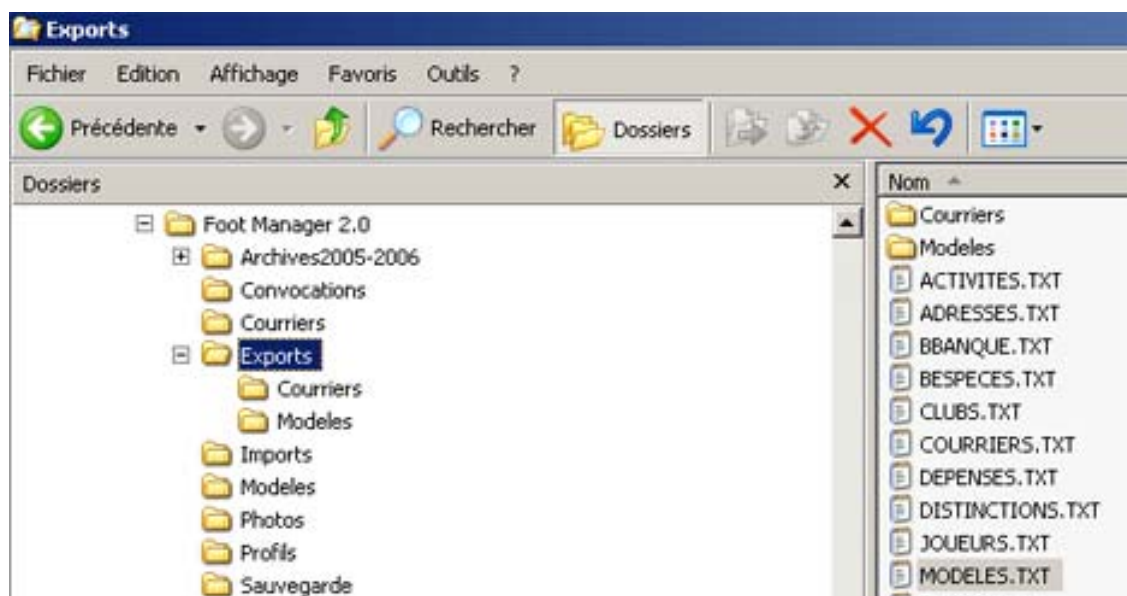 Exports
Fichier Edition Affichage Favoris Outils ?
Précédente Rechercher Dossiers
Dossiers
Foot Manager 2.0
Archives2005-2006
Convocations
Courriers
Exports
Courriers
Modeles
Imports
Modeles
Photos
Profils
Sauvegarde
Nom
Courriers
Modeles
ACTIVITES.TXT
ADRESSES.TXT
BBANQUE.TXT
BESPECES.TXT
CLUBS.TXT
COURRIERS.TXT
DEPENSES.TXT
DISTINCTIONS.TXT
JOUEURS.TXT
MODELES.TXT